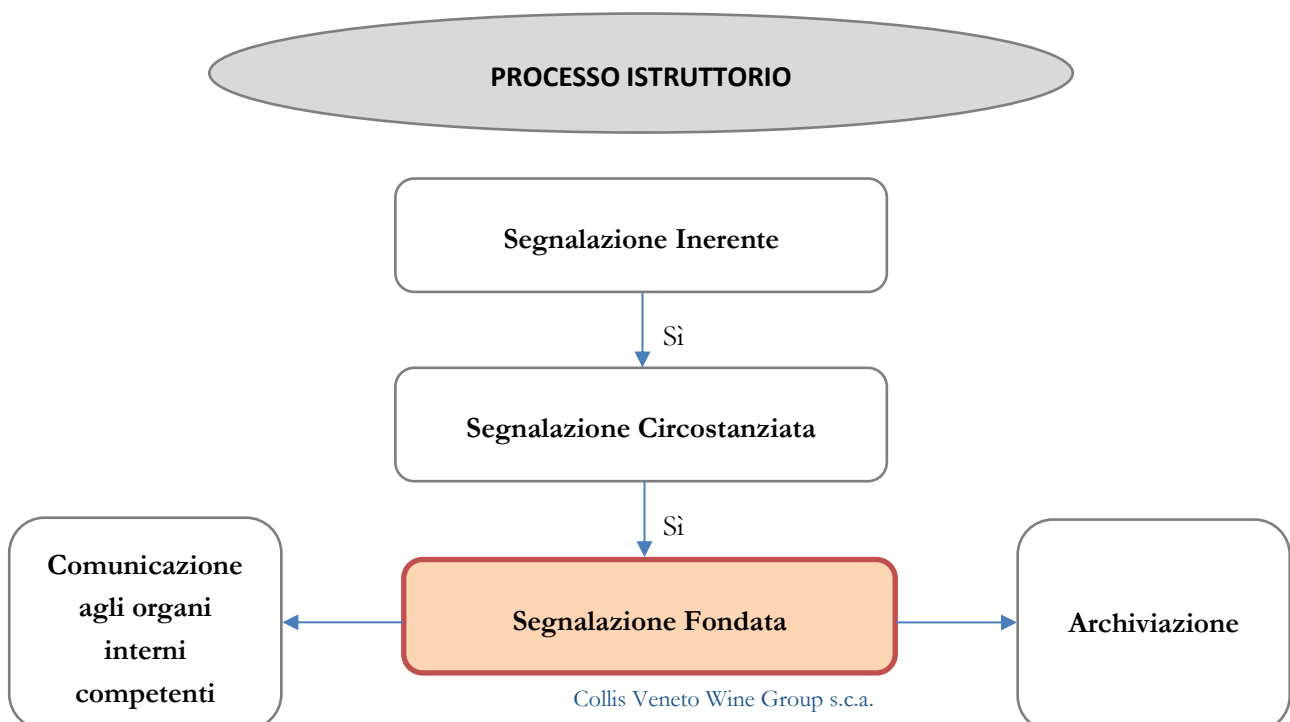 PROCESSO ISTRUTTORIO
Segnalazione Inerente
Sì
Segnalazione Circostanziata
Sì
Comunicazione
agli organi
interni
competenti
Segnalazione Fondata
Archiviazione
Collis Veneto Wine Group s.c.a.